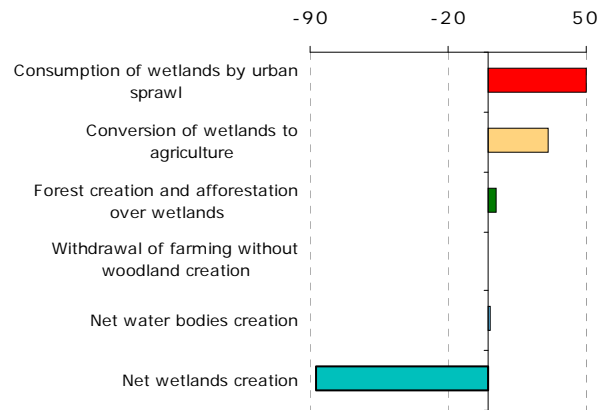 -90 -20 50
Consumption of wetlands by urban
sprawl
Conversion of wetlands to
agriculture
Forest creation and afforestation
over wetlands
Withdrawal of farming without
woodland creation
Net water bodies creation
Net wetlands creation